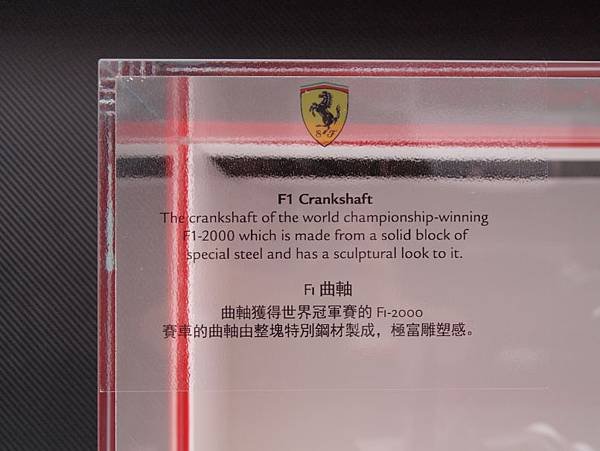 S F
F1 Crankshaft
The crankshaft of the world championship-winning
F1-2000 which is made from a solid block of
special steel and has a sculptural look to it.
F1 曲軸
曲軸獲得世界冠軍賽的 F1-2000
賽車的曲軸由整塊特別鋼材製成，極富雕塑感。